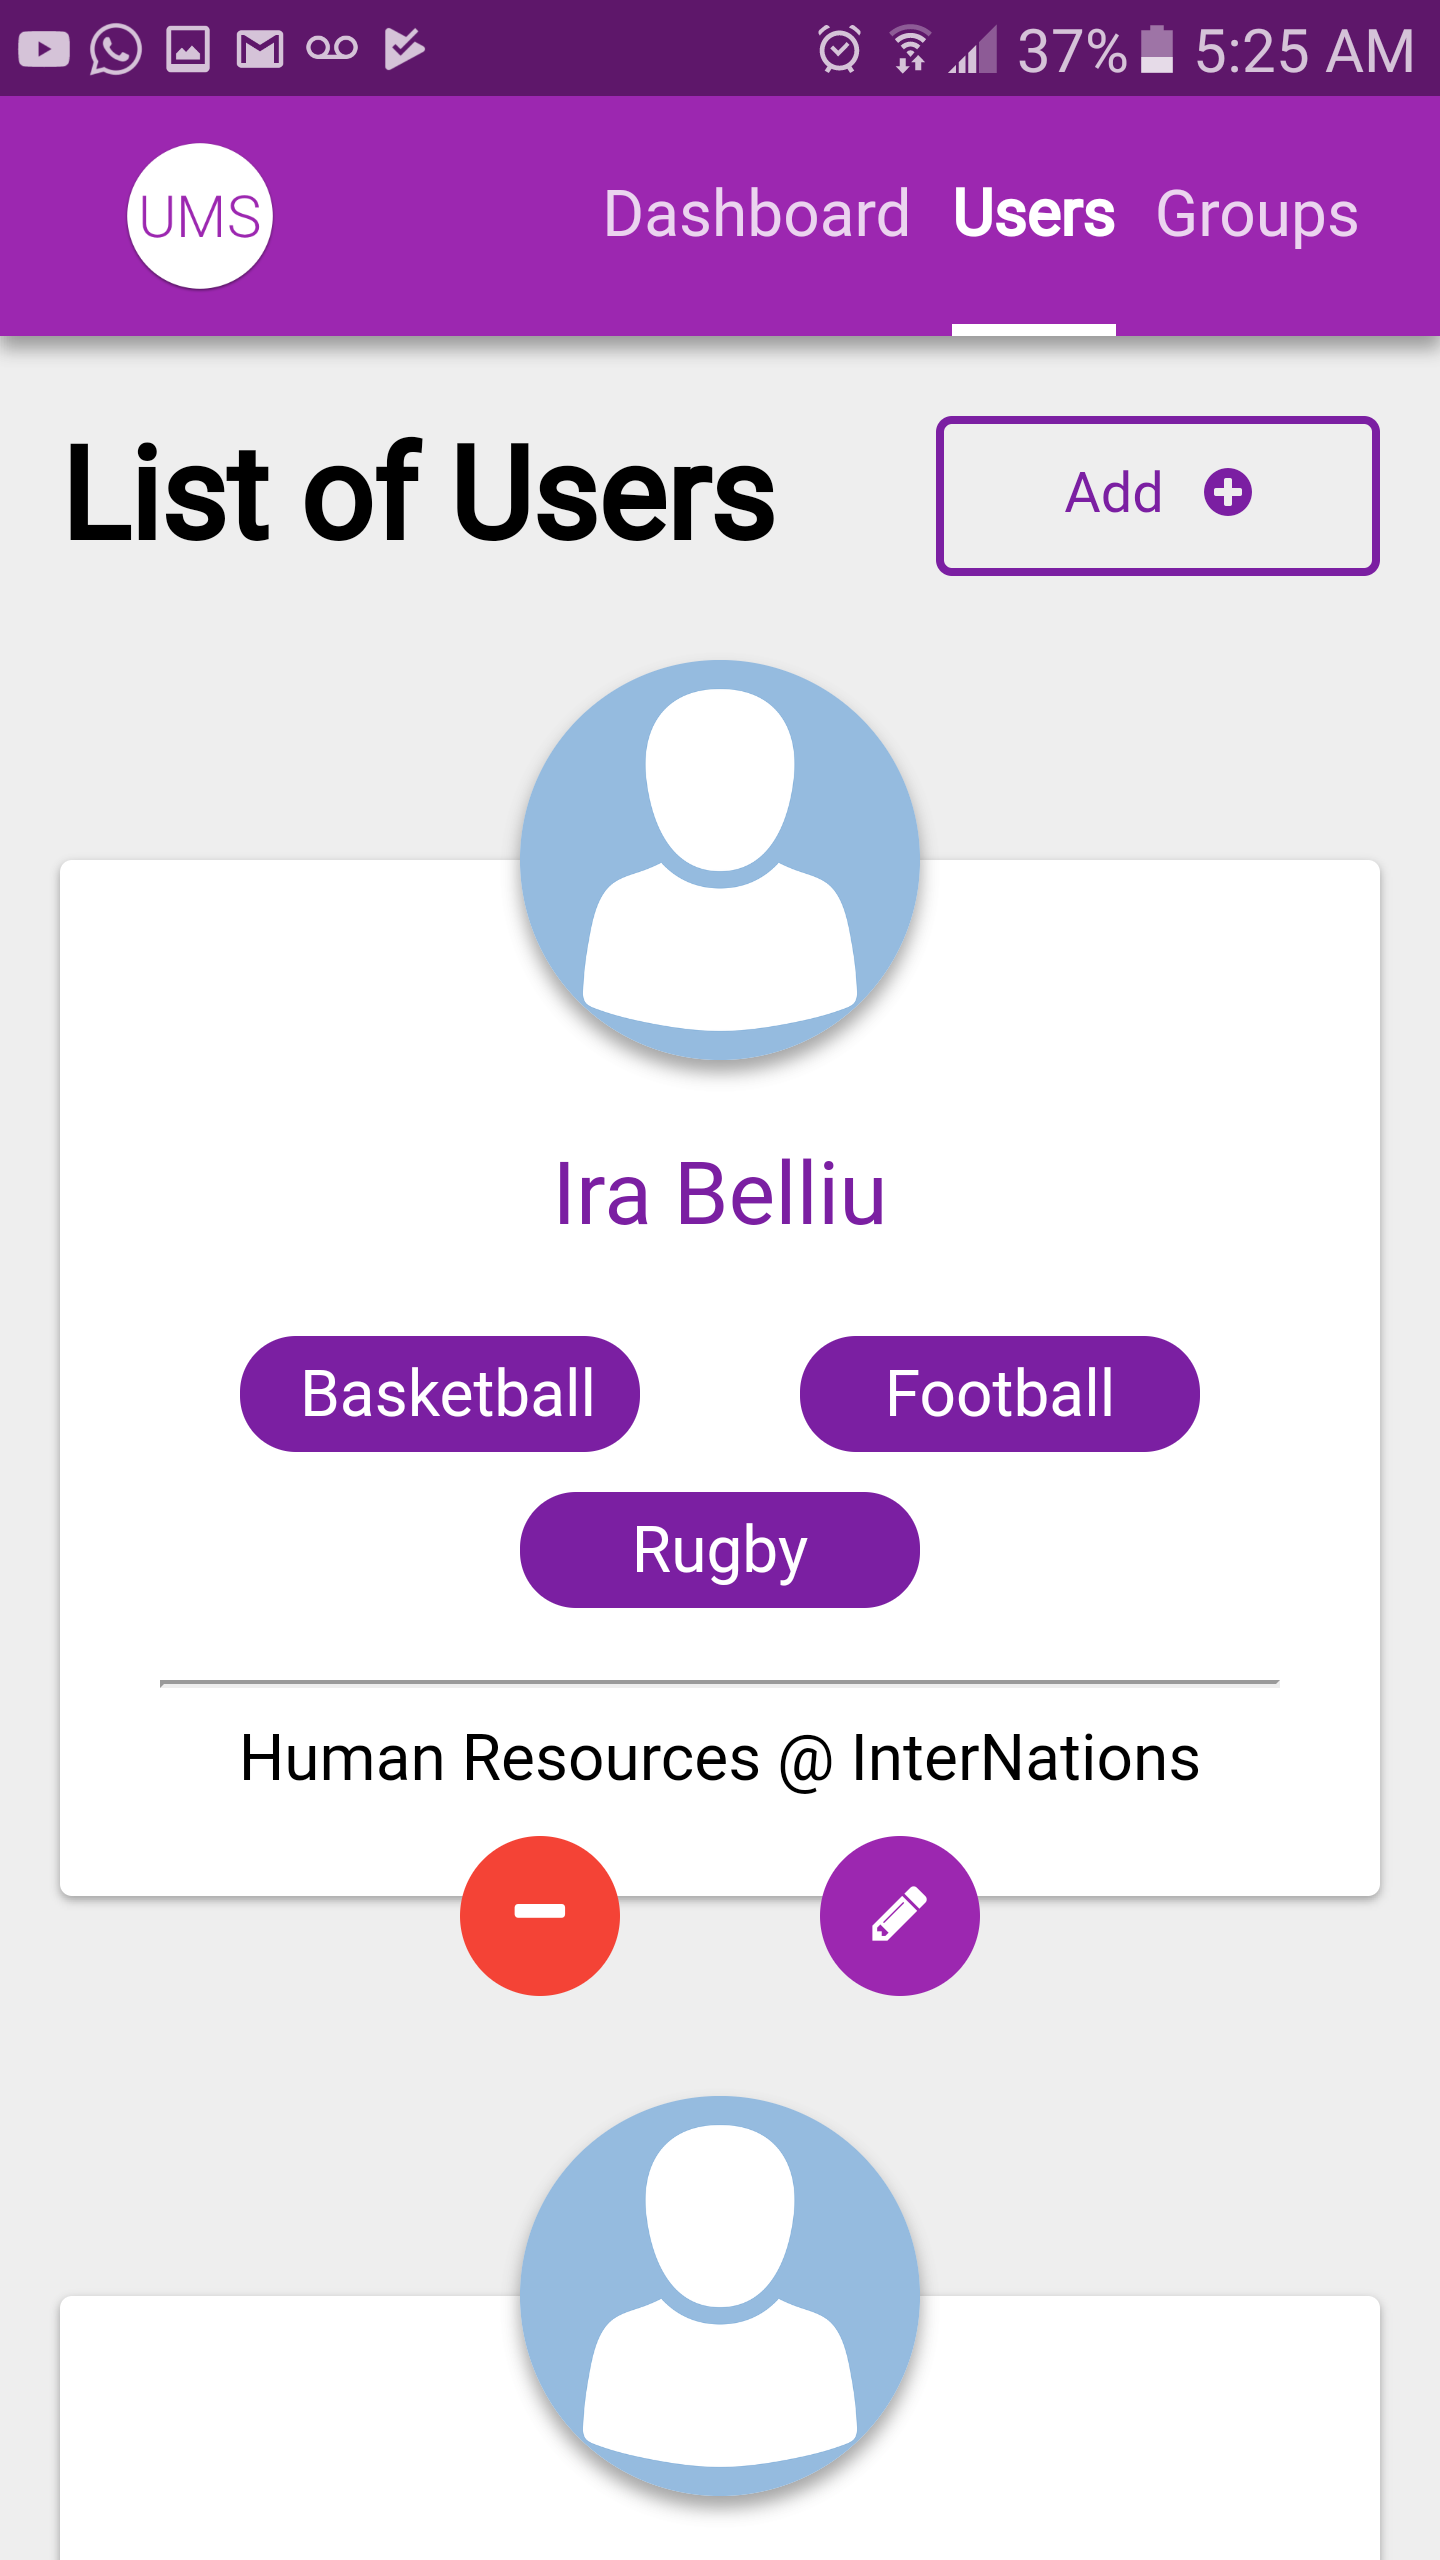 37% 5:25 AM
UMS Dashboard Users Groups
List of Users Add
Ira Belliu
Basketball Football
Rugby
Human Resources @ InterNations